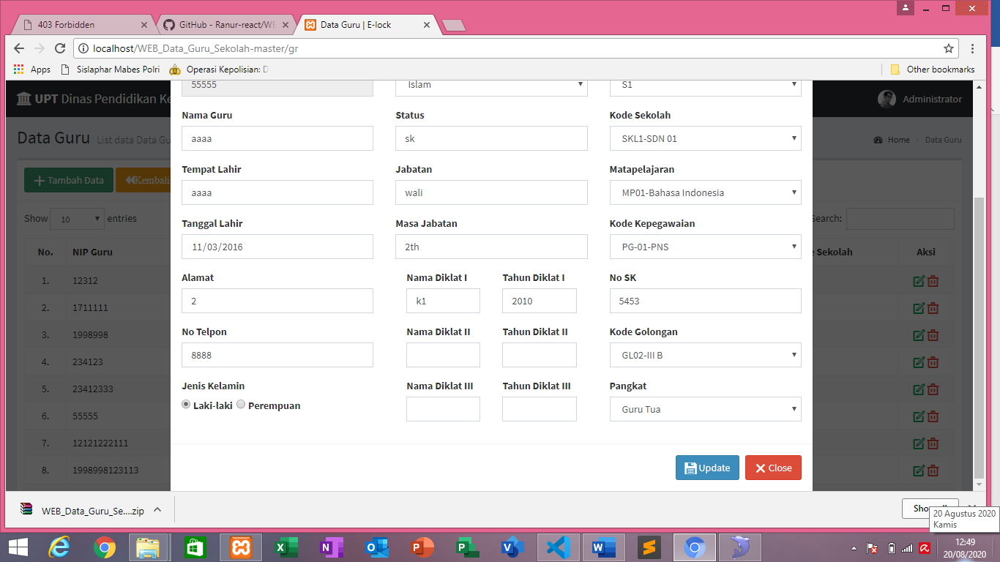 403 Forbidden
GitHub - Ranur-react/WE
Data Guru | E-lock
localhost/WEB_Data_Guru_Sekolah-master/gr
Apps
Sislaphar Mabes Polri
Operasi Kepolisian: D
Other bookmarks
UPT Dinas Pendidikan Ke
Administrator
Data Guru List data Data Gu
Home > Data Guru
Tambah Data
Kembali
Show 10 entries
Search:
No. NIP Guru
e Sekolah Aksi
1. 12312
2. 1711111
3. 1998998
4. 234123
5. 23412333
6. 55555
7. 12121222111
8. 1998998123113
55555
Islam
S1
Nama Guru
Status
Kode Sekolah
aaaa
sk
SKL1-SDN 01
Tempat Lahir
Jabatan
Matapelajaran
aaaa
wali
MP01-Bahasa Indonesia
Tanggal Lahir
Masa Jabatan
Kode Kepegawaian
11/03/2016
2th
PG-01-PNS
Alamat
Nama Diklat I
Tahun Diklat I
No SK
2
k1
2010
5453
No Telpon
Nama Diklat II
Tahun Diklat II
Kode Golongan
8888
GL02-III B
Jenis Kelamin
Nama Diklat III
Tahun Diklat III
Pangkat
Laki-laki Perempuan
Guru Tua
Update
Close
WEB_Data_Guru_Se....zip
20 Agustus 2020
Kamis
12:49
20/08/2020